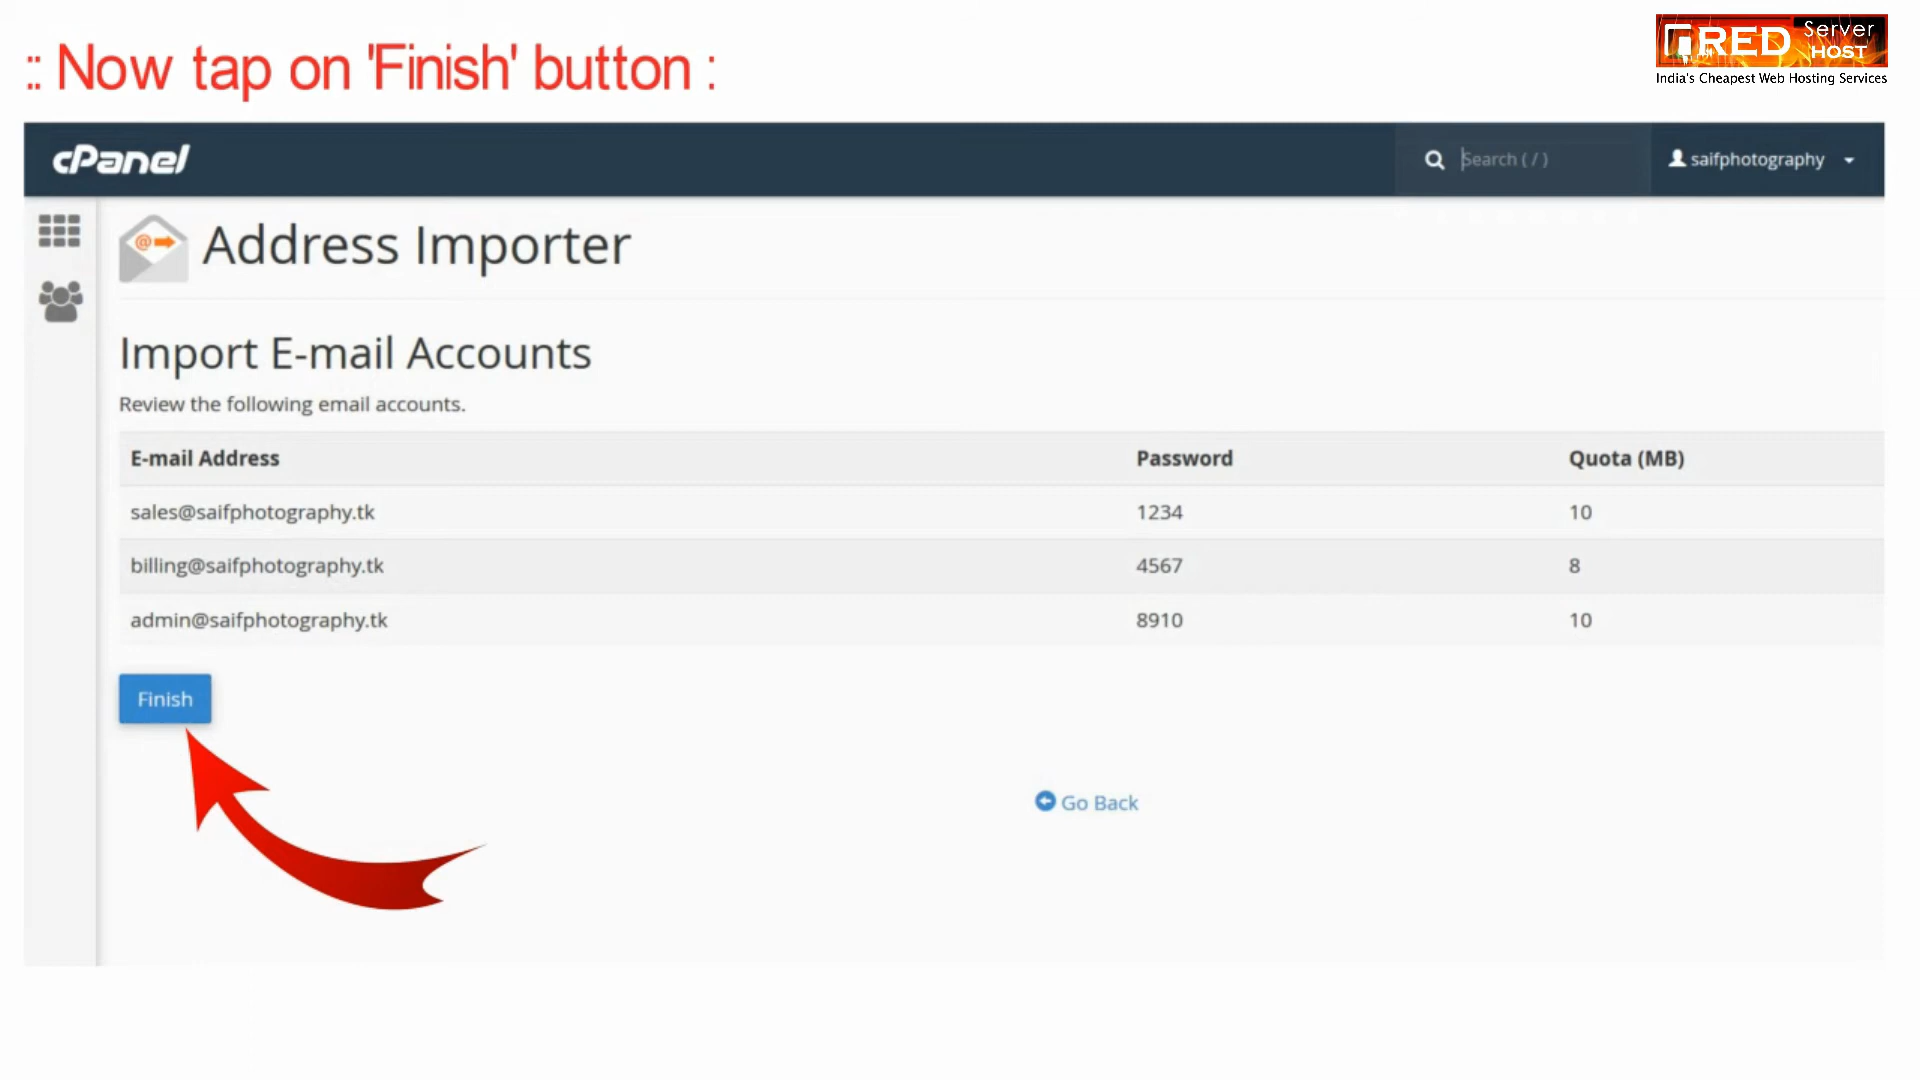 :: Now tap on 'Finish' button :
RED Server HOST
India's Cheapest Web Hosting Services
cPanel
Search ( / )
saifphotography
@
Address Importer
Import E-mail Accounts
Review the following email accounts.
E-mail Address Password Quota (MB)
sales@saifphotography.tk 1234 10
billing@saifphotography.tk 4567 8
admin@saifphotography.tk 8910 10
Finish
Go Back